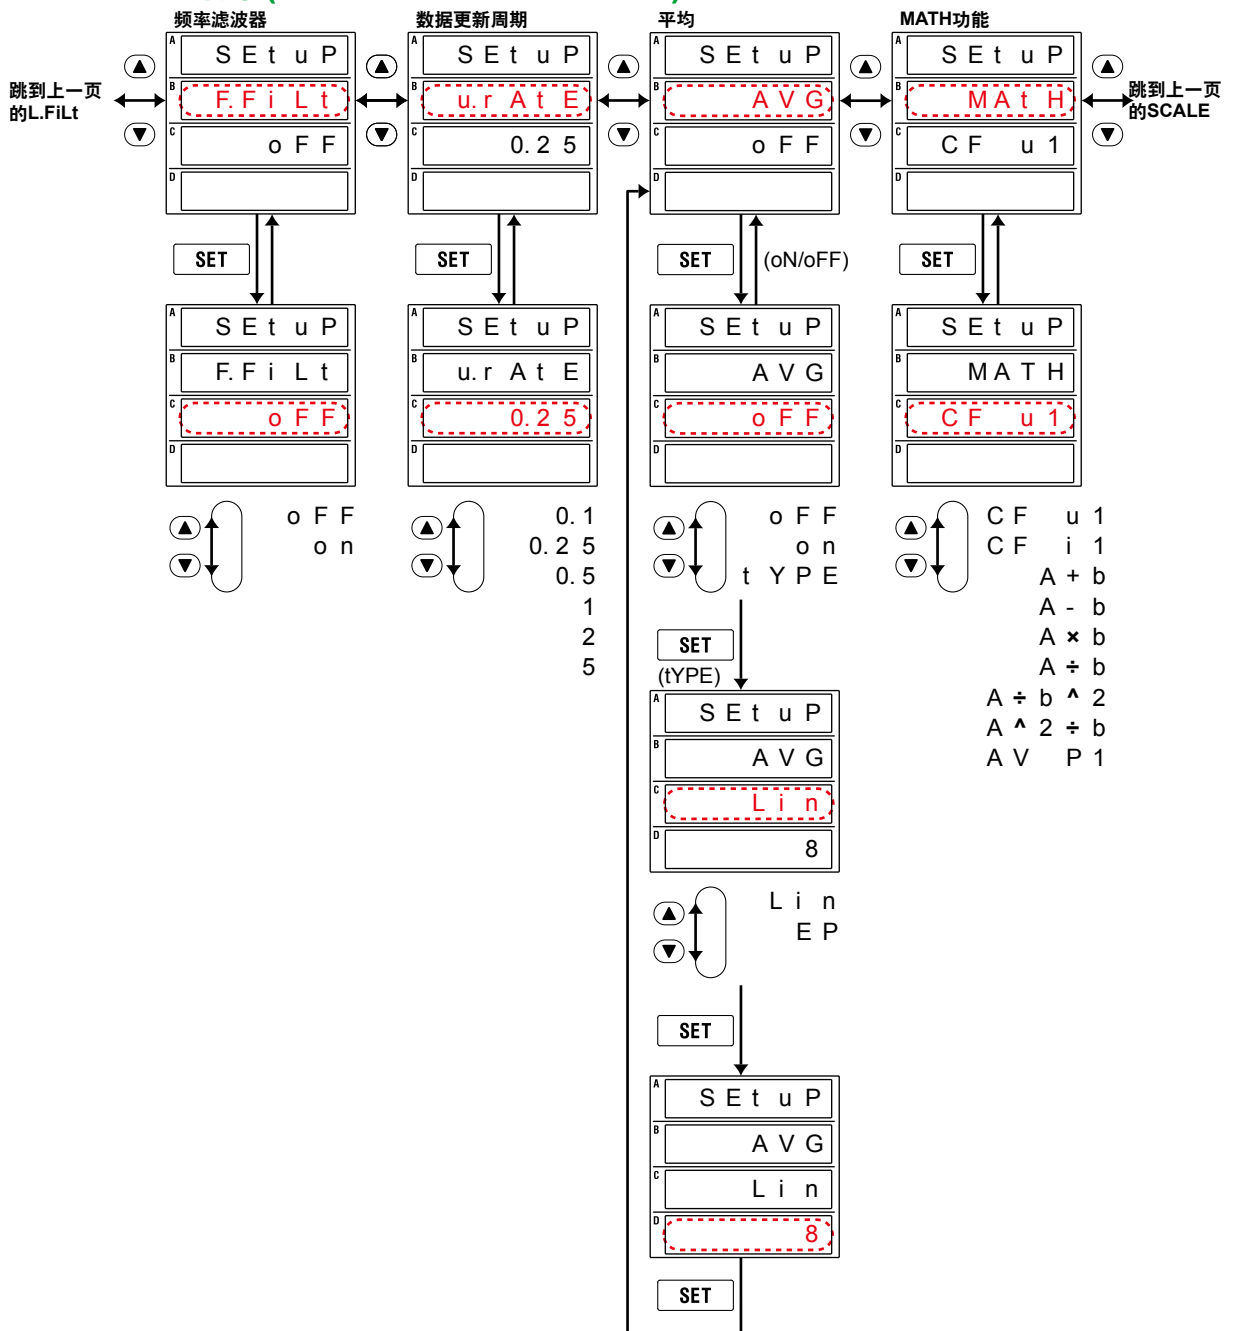 频率滤波器 数据更新周期 平均 MATH功能
A SEtuP A SEtuP A SEtuP A SEtuP
跳到上一页
的L.FiLt
B F.FiLt B u.rAtE B AVG B MAtH
跳到上一页
的SCALE
C oFF C 0.25 C oFF C CF u1
D D D D
SET SET SET (oN/oFF) SET
A SEtuP A SEtuP A SEtuP A SEtuP
B F.FiLt B u.rAtE B AVG B MATH
C oFF C 0.25 C oFF C CF u1
D D D D
oFF 0.1 oFF CF u1
on 0.25 on CF i1
0.5 tYPE A+b
1 A-b
2 SET A×b
5 (tYPE) A÷b
A SEtuP A÷b^2
A^2÷b
B AVG AV P1
C Lin
D 8
Lin
EP
SET
A SEtuP
B AVG
C Lin
D 8
SET